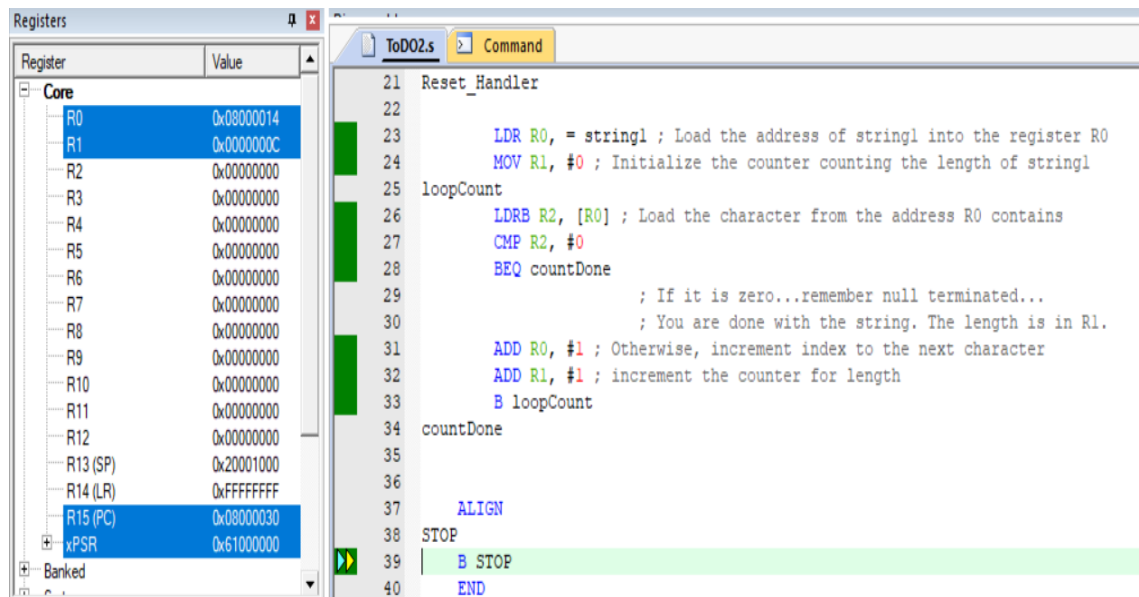 Registers
Register Value
Core
R0 0x08000014
R1 0x0000000C
R2 0x00000000
R3 0x00000000
R4 0x00000000
R5 0x00000000
R6 0x00000000
R7 0x00000000
R8 0x00000000
R9 0x00000000
R10 0x00000000
R11 0x00000000
R12 0x00000000
R13 (SP) 0x20001000
R14 (LR) 0xFFFFFFFF
R15 (PC) 0x08000030
xPSR 0x61000000
Banked
ToDO2.s Command
21 Reset_Handler
22
23 LDR R0, = string1 ; Load the address of string1 into the register R0
24 MOV R1, #0 ; Initialize the counter counting the length of string1
25 loopCount
26 LDRB R2, [R0] ; Load the character from the address R0 contains
27 CMP R2, #0
28 BEQ countDone
29 ; If it is zero...remember null terminated...
30 ; You are done with the string. The length is in R1.
31 ADD R0, #1 ; Otherwise, increment index to the next character
32 ADD R1, #1 ; increment the counter for length
33 B loopCount
34 countDone
35
36
37 ALIGN
38 STOP
39 B STOP
40 END